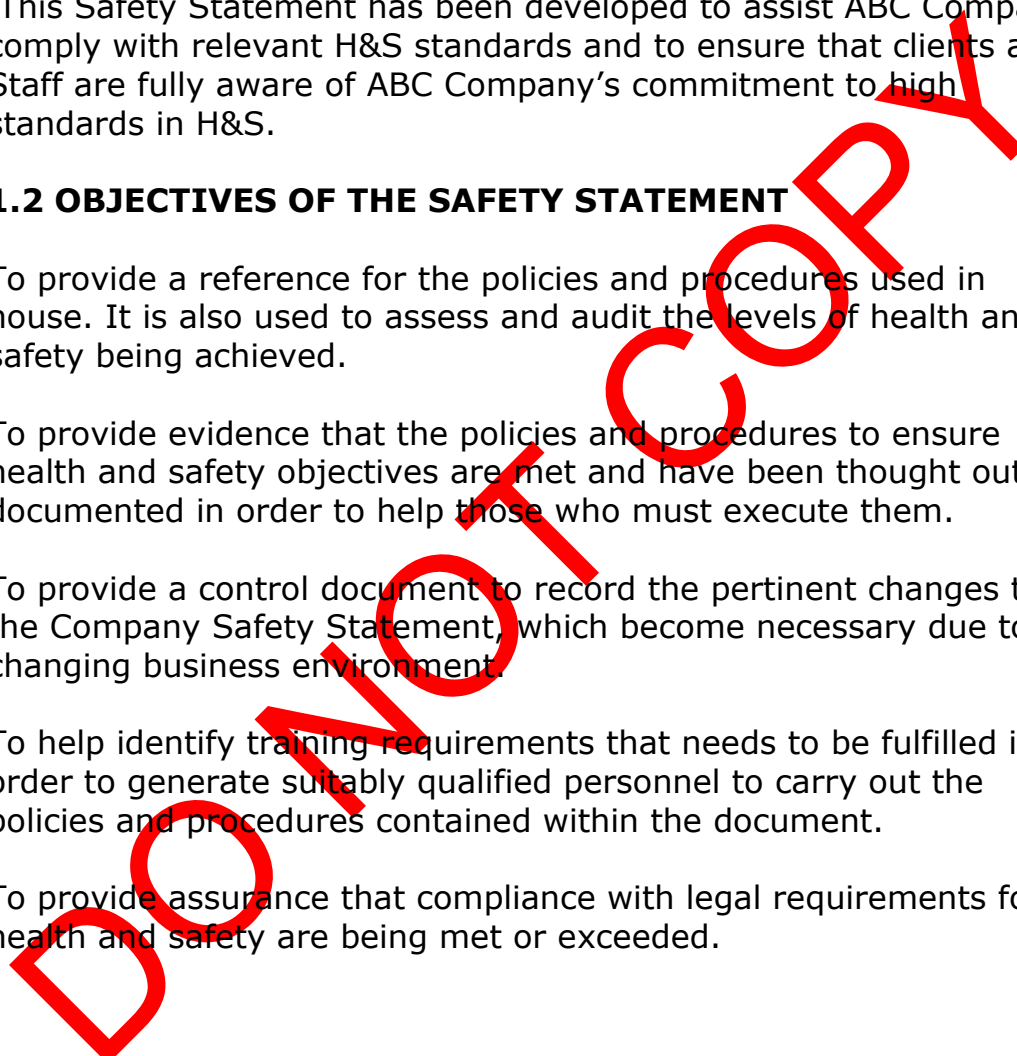 This Safety Statement has been developed to assist ABC Compa
comply with relevant H&S standards and to ensure that clients a
Staff are fully aware of ABC Company’s commitment to high
standards in H&S.
1.2 OBJECTIVES OF THE SAFETY STATEMENT
To provide a reference for the policies and procedures used in
house. It is also used to assess and audit the levels of health an
safety being achieved.
To provide evidence that the policies and procedures to ensure
health and safety objectives are met and have been thought out
documented in order to help those who must execute them.
To provide a control document to record the pertinent changes t
the Company Safety Statement, which become necessary due to
changing business environment.
To help identify training requirements that needs to be fulfilled i
order to generate suitably qualified personnel to carry out the
policies and procedures contained within the document.
To provide assurance that compliance with legal requirements fo
health and safety are being met or exceeded.
DO NOT COPY